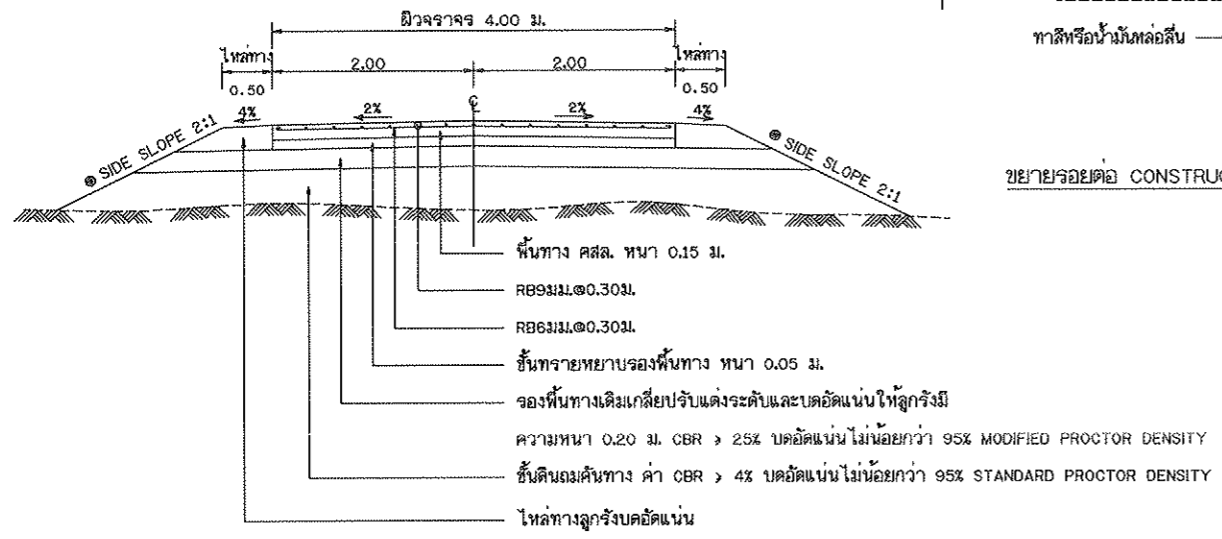 ผิวจราจร 4.00 ม.
ทาสีหรือน้ำมันหล่อลื่น
ไหล่ทาง
2.00
2.00
ไหล่ทาง
0.50
0.50
4%
2%
℄
2%
4%
SIDE SLOPE 2:1
SIDE SLOPE 2:1
ขยายรอยต่อ CONSTRUC
พื้นทาง คสล. หนา 0.15 ม.
RB9มม.@0.30ม.
RB6มม.@0.30ม.
ชั้นทรายหยาบรองพื้นทาง หนา 0.05 ม.
รองพื้นทางเดิมเกลี่ยปรับแต่งระดับและบดอัดแน่นให้ลูกรังมี
ความหนา 0.20 ม. CBR > 25% บดอัดแน่นไม่น้อยกว่า 95% MODIFIED PROCTOR DENSITY
ชั้นดินถมคันทาง ค่า CBR > 4% บดอัดแน่นไม่น้อยกว่า 95% STANDARD PROCTOR DENSITY
ไหล่ทางลูกรังบดอัดแน่น